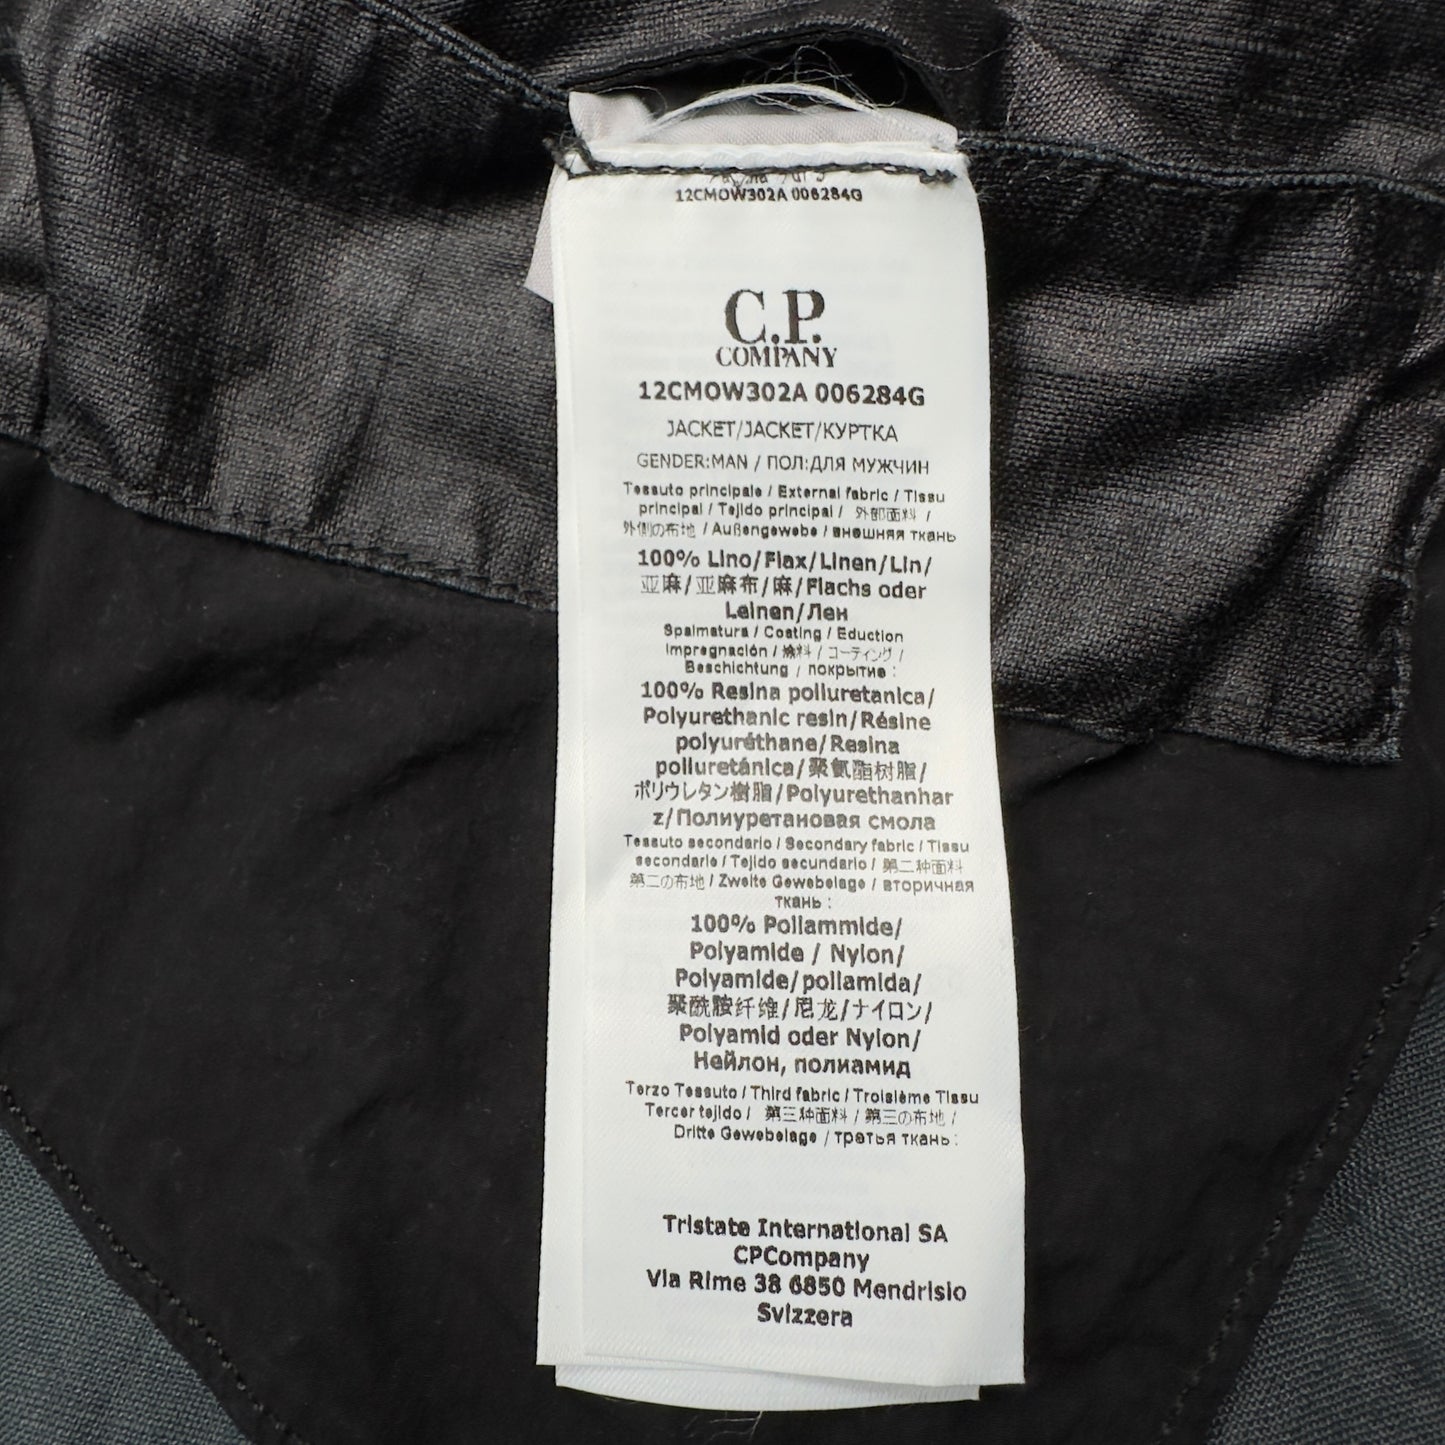 12CMOW302A 006284G
C.P.
COMPANY
12CMOW302A 006284G
JACKET/JACKET/КУРТКА
GENDER:MAN / ПОЛ:ДЛЯ МУЖЧИН
Tessuto principale / External fabric / Tissu
principal / Tejido principal / 外部面料 /
外側の布地 / Außengewebe / внешняя ткань
100% Lino/Flax/Linen/Lin/
亚麻/亚麻布/麻/Flachs oder
Leinen/Лен
Spalmatura / Coating / Eduction
Impregnación / 涂料 / コーティング /
Beschichtung / покрытие :
100% Resina poliuretanica/
Polyurethanic resin/Résine
polyuréthane/Resina
poliuretánica/聚氨酯树脂/
ポリウレタン樹脂/Polyurethanhar
z/Полиуретановая смола
Tessuto secondario / Secondary fabric / Tissu
secondarie / Tejido secundario / 第二种面料
第二の布地 / Zweite Gewebelage / вторичная
ткань :
100% Poliammide/
Polyamide / Nylon/
Polyamide/poliamida/
聚酰胺纤维/尼龙/ナイロン/
Polyamid oder Nylon/
Нейлон, полиамид
Terzo Tessuto / Third fabric / Troisième Tissu
Tercer tejido / 第三种面料 / 第三の布地 /
Dritte Gewebelage / третья ткань :
Tristate International SA
CPCompany
Via Rime 38 6850 Mendrisio
Svizzera